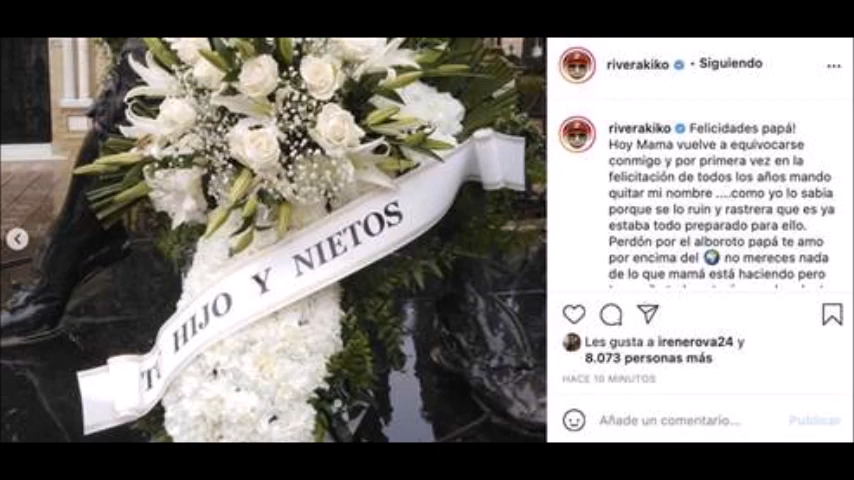 TU HIJO Y NIETOS
riverakiko • Siguiendo
riverakiko Felicidades papá!
Hoy Mama vuelve a equivocarse
conmigo y por primera vez en la
felicitación de todos los años mando
quitar mi nombre ....como yo lo sabia
porque se lo ruin y rastrera que es ya
estaba todo preparado para ello.
Perdón por el alboroto papá te amo
por encima del 🌍 no mereces nada
de lo que mamá está haciendo pero
Les gusta a irenerova24 y
8.073 personas más
HACE 10 MINUTOS
Añade un comentario... Publicar